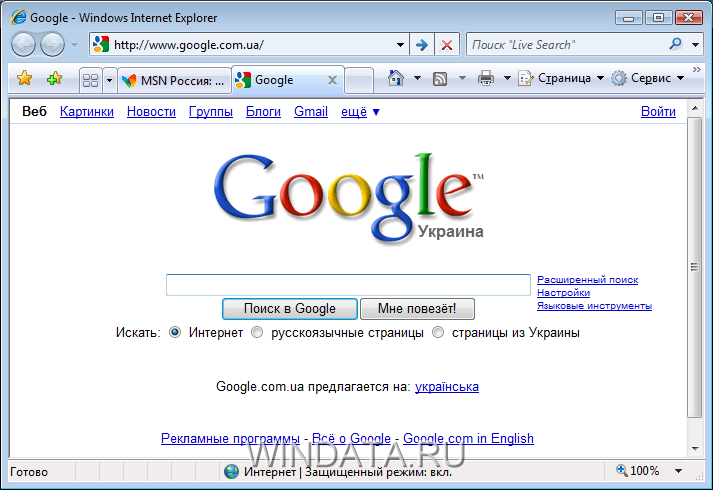 Google - Windows Internet Explorer
http://www.google.com.ua/
Поиск "Live Search"
MSN Россия: ...
Google
Страница
Сервис
»
Веб Картинки Новости Группы Блоги Gmail ещё ▼
Войти
Google™
Украина
Расширенный поиск
Настройки
Языковые инструменты
Поиск в Google
Мне повезёт!
Искать: Интернет русскоязычные страницы страницы из Украины
Google.com.ua предлагается на: українська
Рекламные программы - Всё о Google - Google.com in English
WINDATA.RU
Готово
Интернет | Защищенный режим: вкл.
100%